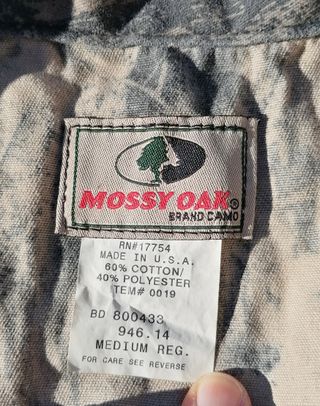 MOSSY OAK®
BRAND CAMO
RN#17754
MADE IN U.S.A.
60% COTTON/
40% POLYESTER
TEM# 0019
BD 800433
946.14
MEDIUM REG.
FOR CARE SEE REVERSE